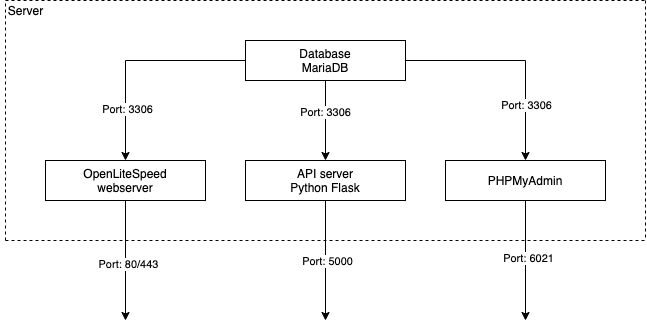 Server
Database
MariaDB
Port: 3306
Port: 3306
Port: 3306
OpenLiteSpeed
webserver
API server
Python Flask
PHPMyAdmin
Port: 80/443
Port: 5000
Port: 6021